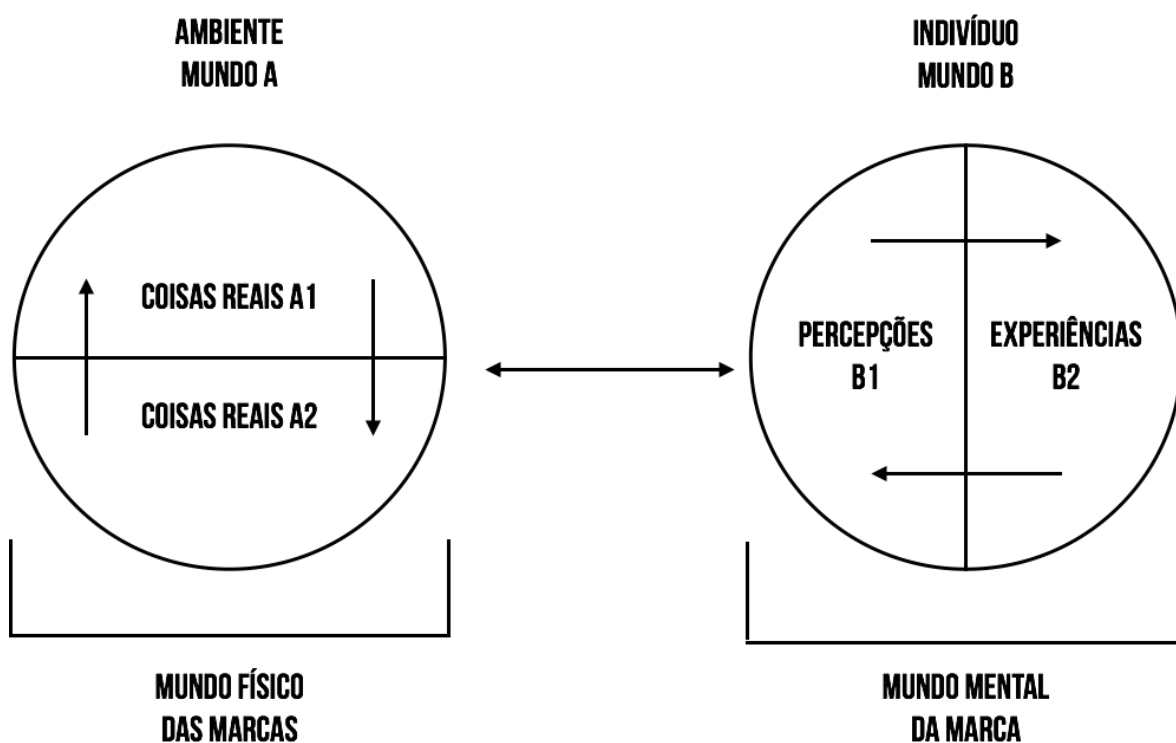 AMBIENTE
MUNDO A
INDIVÍDUO
MUNDO B
COISAS REAIS A1
COISAS REAIS A2
PERCEPÇÕES
B1
EXPERIÊNCIAS
B2
MUNDO FÍSICO
DAS MARCAS
MUNDO MENTAL
DA MARCA